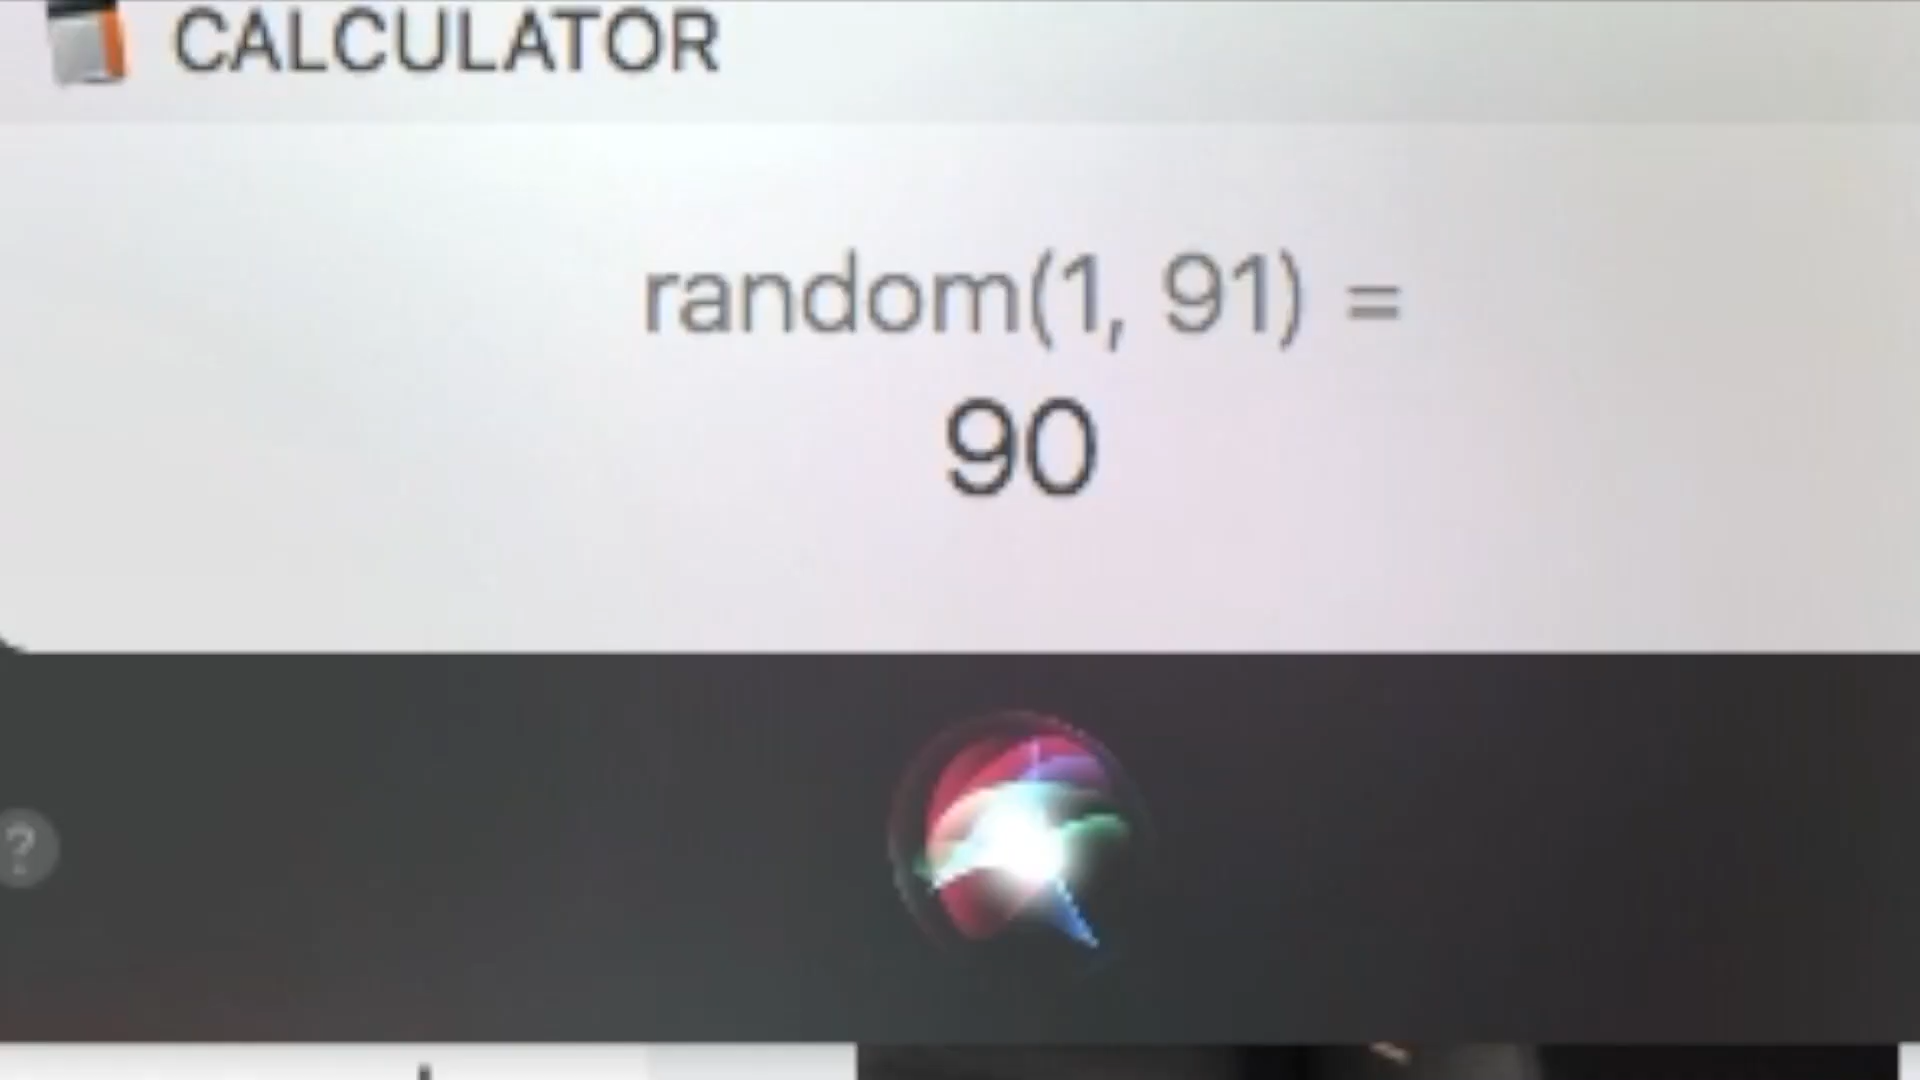 CALCULATOR
random(1, 91) =
90
?